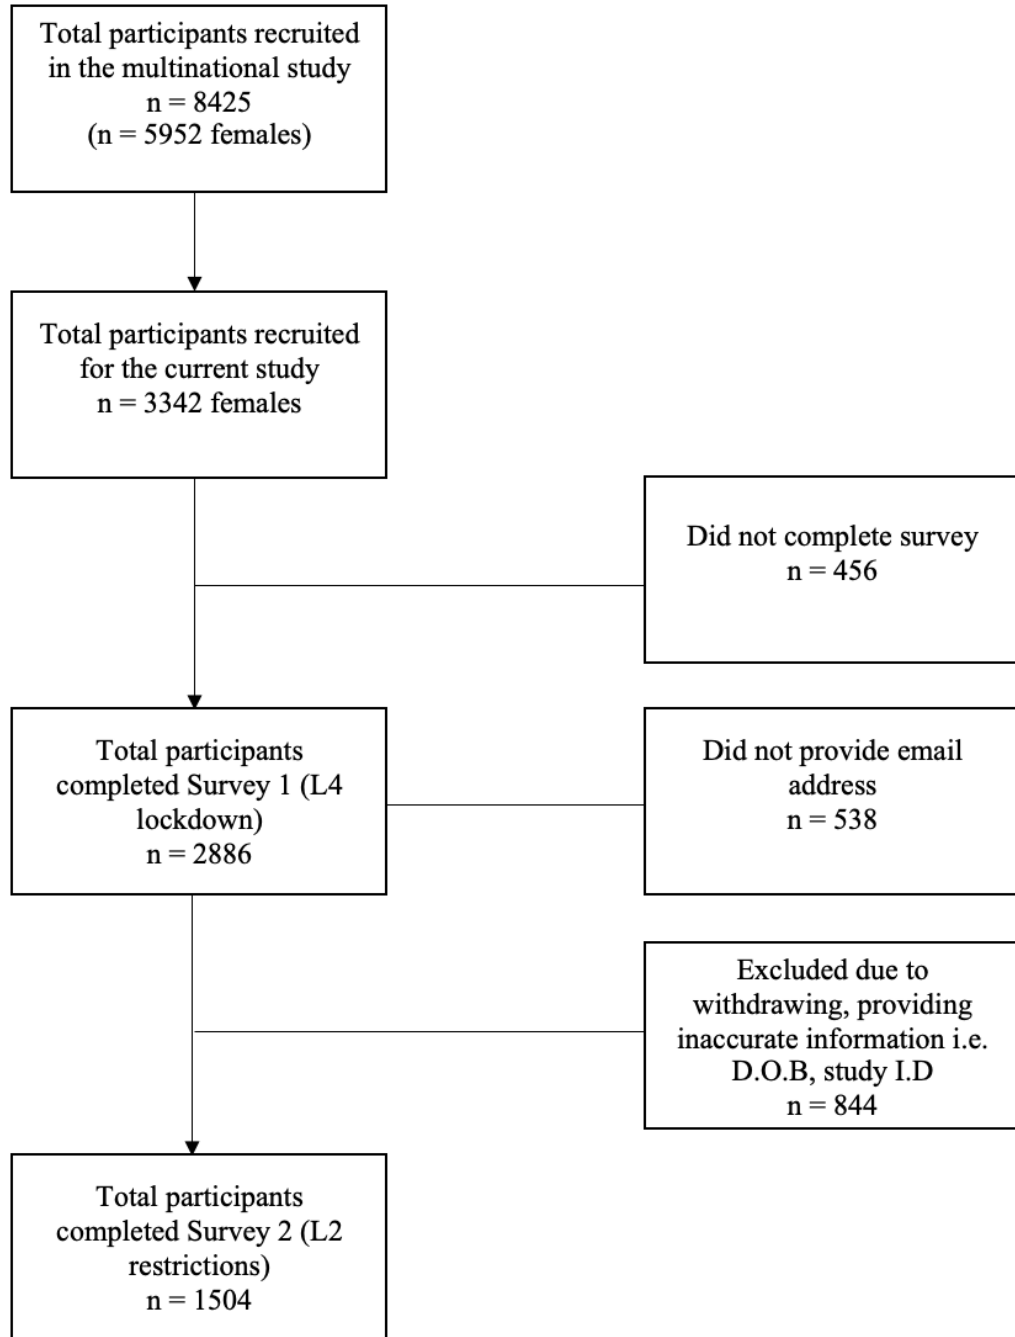 Total participants recruited
in the multinational study
n = 8425
(n = 5952 females)
Total participants recruited
for the current study
n = 3342 females
Did not complete survey
n = 456
Total participants
completed Survey 1 (L4
lockdown)
n = 2886
Did not provide email
address
n = 538
Excluded due to
withdrawing, providing
inaccurate information i.e.
D.O.B, study I.D
n = 844
Total participants
completed Survey 2 (L2
restrictions)
n = 1504